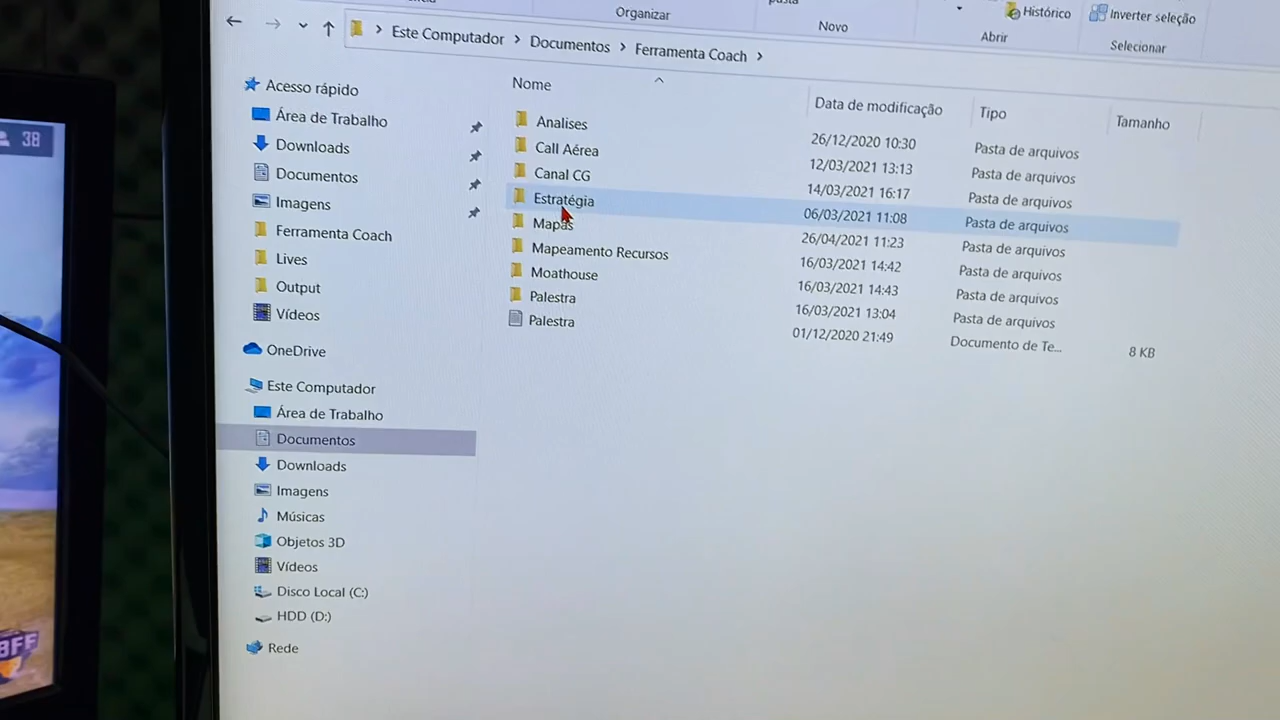 Organizar
Novo
Histórico
Abrir
Inverter seleção
Selecionar
Este Computador > Documentos > Ferramenta Coach >
Nome Data de modificação Tipo Tamanho
Analises 26/12/2020 10:30 Pasta de arquivos
Call Aérea 12/03/2021 13:13 Pasta de arquivos
Canal CG 14/03/2021 16:17 Pasta de arquivos
Estratégia 06/03/2021 11:08 Pasta de arquivos
Mapas 26/04/2021 11:23 Pasta de arquivos
Mapeamento Recursos 16/03/2021 14:42 Pasta de arquivos
Moathouse 16/03/2021 14:43 Pasta de arquivos
Palestra 16/03/2021 13:04 Pasta de arquivos
Palestra 01/12/2020 21:49 Documento de Te... 8 KB
Acesso rápido
Área de Trabalho
Downloads
Documentos
Imagens
Ferramenta Coach
Lives
Output
Vídeos
OneDrive
Este Computador
Área de Trabalho
Documentos
Downloads
Imagens
Músicas
Objetos 3D
Vídeos
Disco Local (C:)
HDD (D:)
Rede
38
BFF